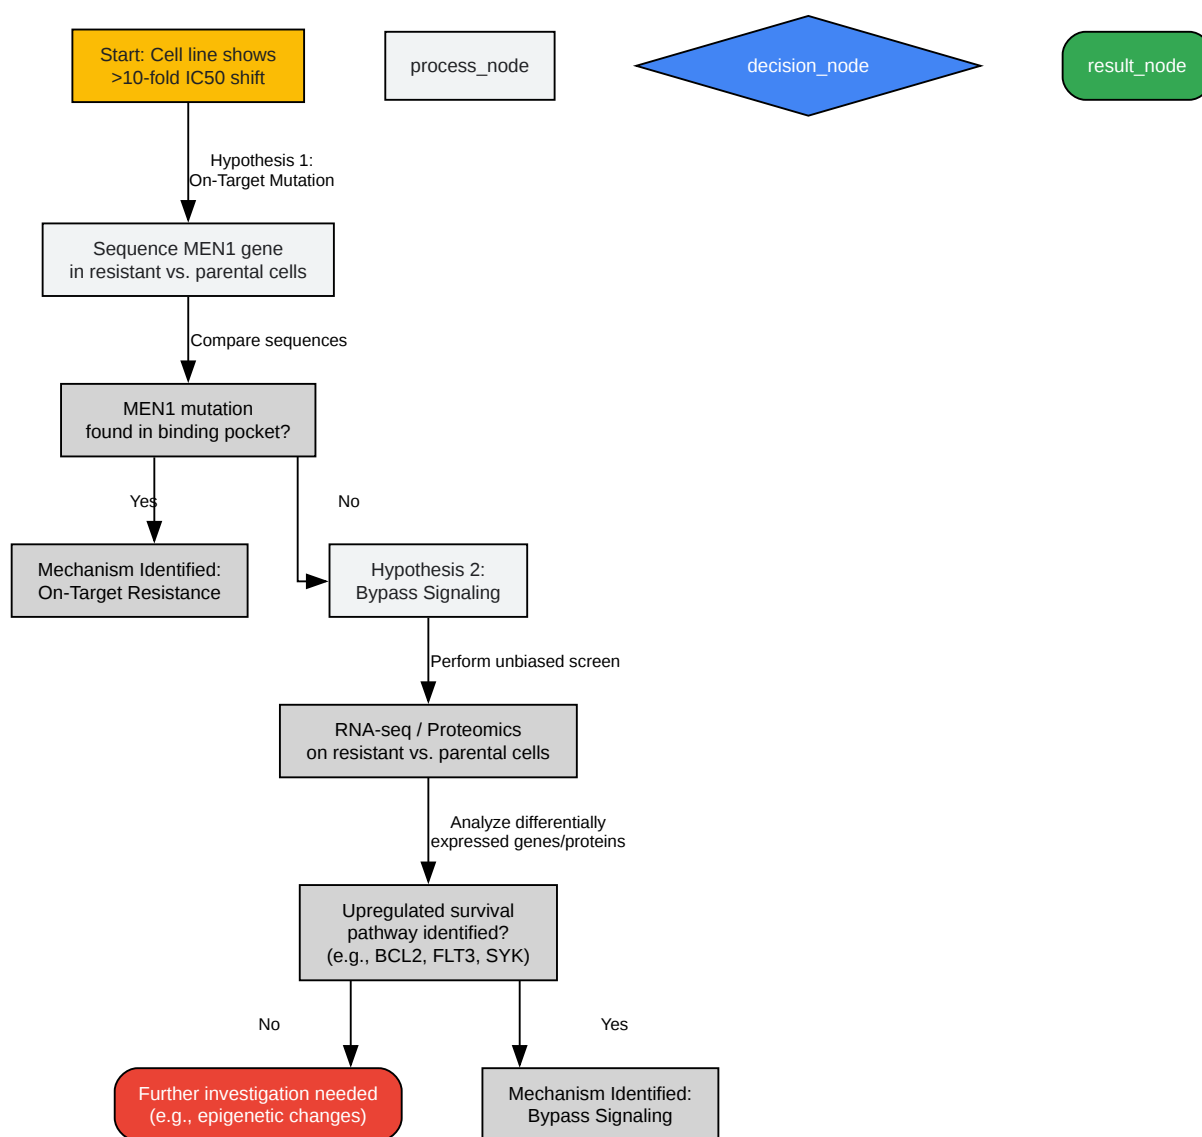 Start: Cell line shows
>10-fold IC50 shift
process_node
decision_node
result_node
Hypothesis 1:
On-Target Mutation
Sequence MEN1 gene
in resistant vs. parental cells
Compare sequences
MEN1 mutation
found in binding pocket?
Yes
No
Mechanism Identified:
On-Target Resistance
Hypothesis 2:
Bypass Signaling
Perform unbiased screen
RNA-seq / Proteomics
on resistant vs. parental cells
Analyze differentially
expressed genes/proteins
Upregulated survival
pathway identified?
(e.g., BCL2, FLT3, SYK)
No
Yes
Further investigation needed
(e.g., epigenetic changes)
Mechanism Identified:
Bypass Signaling